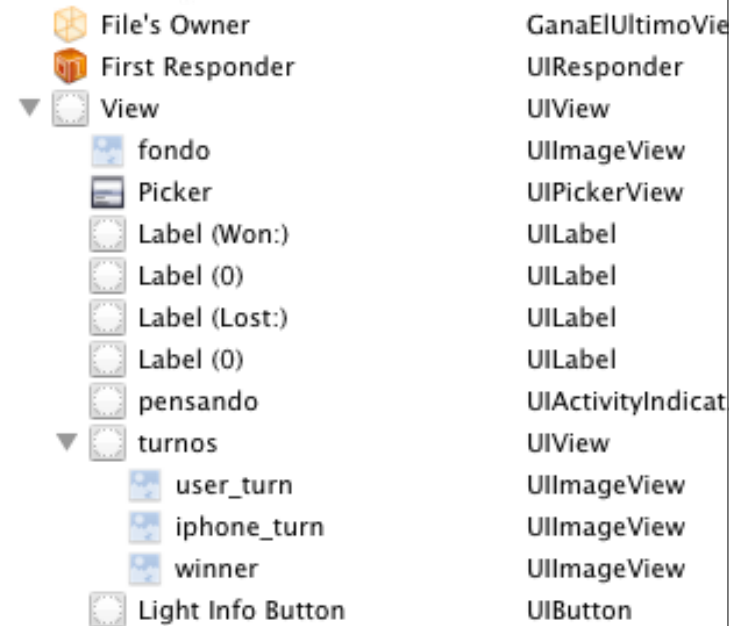 File's Owner GanaElUltimoVie
First Responder UIResponder
View UIView
fondo UIImageView
Picker UIPickerView
Label (Won:) UILabel
Label (0) UILabel
Label (Lost:) UILabel
Label (0) UILabel
pensando UIActivityIndicat
turnos UIView
user_turn UIImageView
iphone_turn UIImageView
winner UIImageView
Light Info Button UIButton